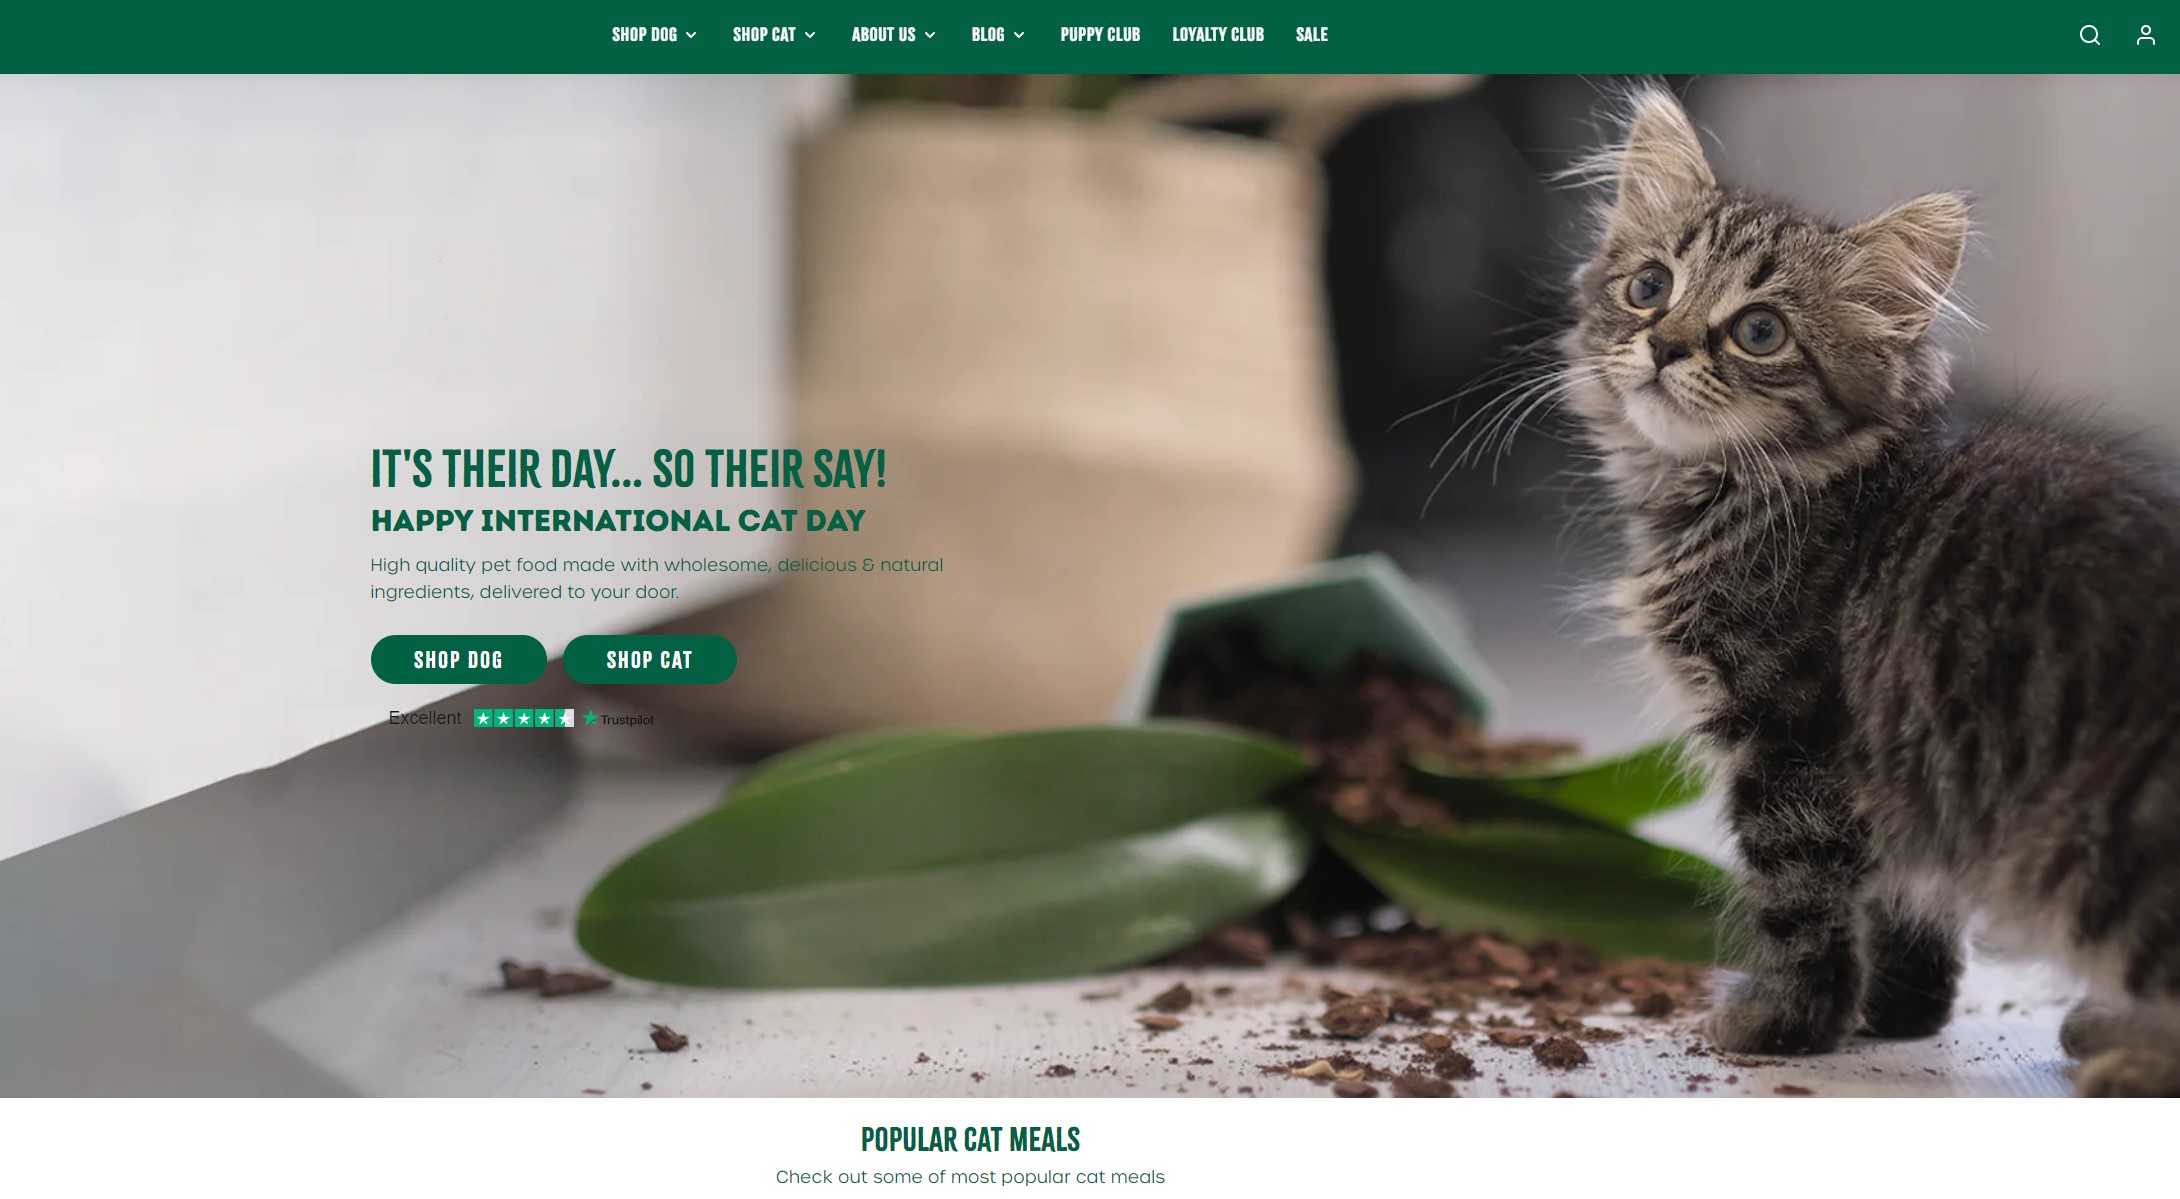 SHOP DOG SHOP CAT ABOUT US BLOG PUPPY CLUB LOYALTY CLUB SALE
IT'S THEIR DAY... SO THEIR SAY!
HAPPY INTERNATIONAL CAT DAY
High quality pet food made with wholesome, delicious & natural
ingredients, delivered to your door.
SHOP DOG SHOP CAT
Excellent Trustpilot
POPULAR CAT MEALS
Check out some of most popular cat meals